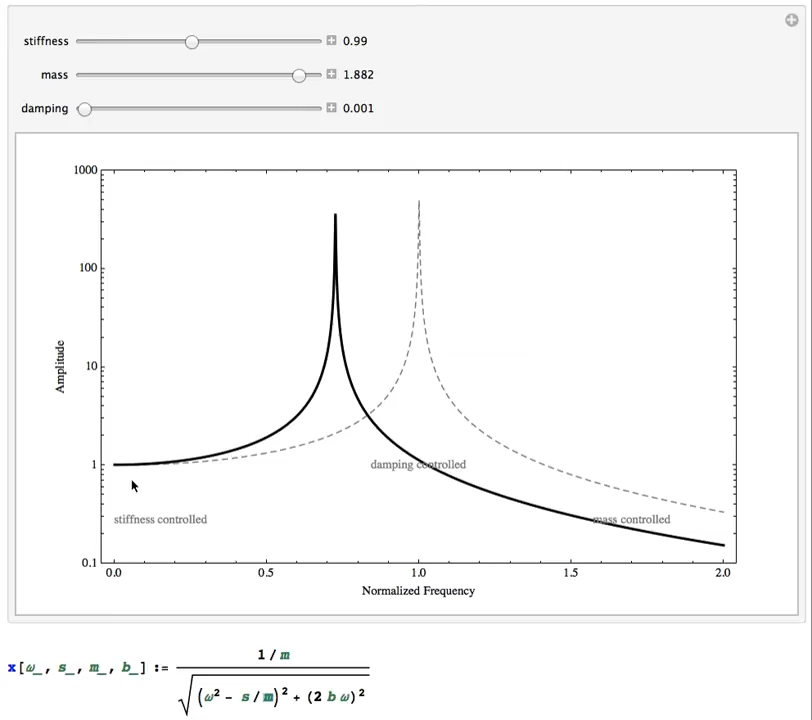 stiffness 0.99
mass 1.882
damping 0.001
1000
100
10
1
0.1
Amplitude
damping controlled
stiffness controlled
mass controlled
0.0 0.5 1.0 1.5 2.0
Normalized Frequency
x[ω_, s_, m_, b_] := 1/m
√(ω² - s/m)² + (2 b ω)²